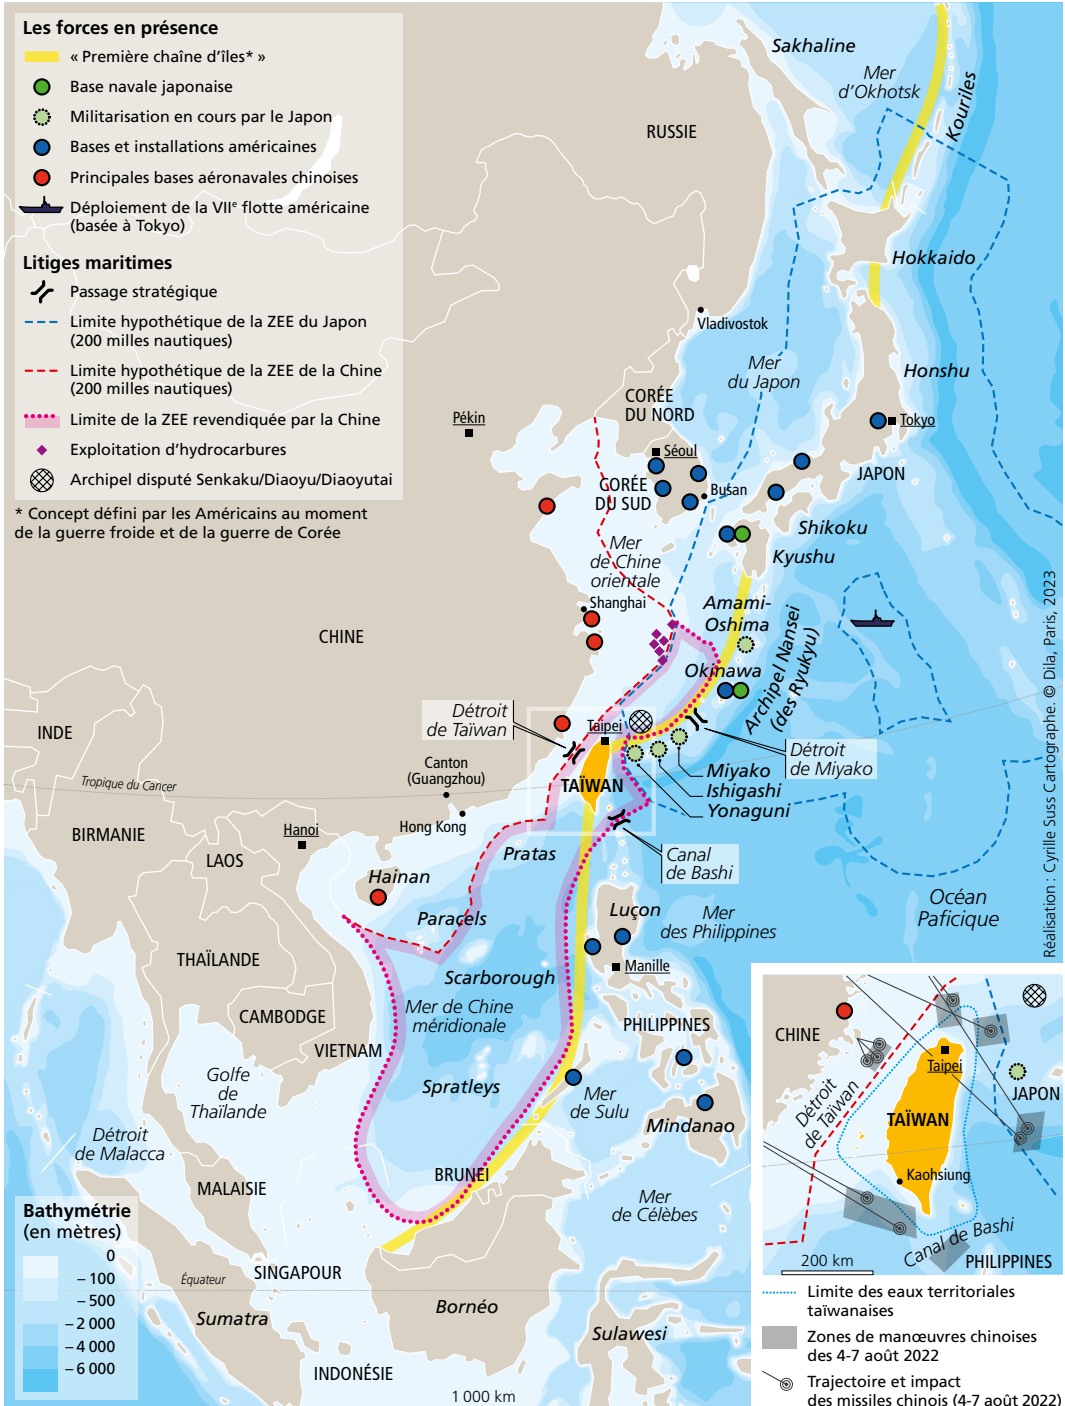 Les forces en présence
« Première chaîne d'îles* »
Base navale japonaise
Militarisation en cours par le Japon
Bases et installations américaines
Principales bases aéronavales chinoises
Déploiement de la VIIe flotte américaine
(basée à Tokyo)
Litiges maritimes
Passage stratégique
Limite hypothétique de la ZEE du Japon
(200 milles nautiques)
Limite hypothétique de la ZEE de la Chine
(200 milles nautiques)
Limite de la ZEE revendiquée par la Chine
Exploitation d'hydrocarbures
Archipel disputé Senkaku/Diaoyu/Diaoyutai
* Concept défini par les Américains au moment
de la guerre froide et de la guerre de Corée
Sakhaline
Mer
d'Okhotsk
Kouriles
RUSSIE
Hokkaido
Vladivostok
Mer
du Japon
Honshu
CORÉE
DU NORD
Pékin
Séoul
Tokyo
CORÉE
DU SUD
Busan
JAPON
Shikoku
Kyushu
Mer
de Chine
orientale
Shanghai
Amami-
Oshima
CHINE
Okinawa
Archipel Nansei
(des Ryukyu)
Détroit
de Taïwan
Taipei
INDE
Détroit
de Miyako
Canton
(Guangzhou)
TAÏWAN
Miyako
Ishigashi
Yonaguni
Tropique du Cancer
Hong Kong
BIRMANIE
Hanoi
LAOS
Pratas
Canal
de Bashi
Hainan
Paracels
Luçon
Mer
des Philippines
Océan
Paficique
THAÏLANDE
Scarborough
Manille
Mer de Chine
méridionale
CAMBODGE
VIETNAM
PHILIPPINES
Golfe
de
Thaïlande
Spratleys
Mer
de Sulu
Mindanao
Détroit
de Malacca
BRUNEI
MALAISIE
Mer
de Célèbes
SINGAPOUR
Équateur
Sumatra
Bornéo
Sulawesi
INDONÉSIE
1 000 km
Bathymétrie
(en mètres)
0
– 100
– 500
– 2 000
– 4 000
– 6 000
Réalisation : Cyrille Suss Cartographe. © Dila, Paris, 2023
CHINE
Taipei
JAPON
Détroit
de Taïwan
TAÏWAN
Kaohsiung
Canal de Bashi
200 km
PHILIPPINES
Limite des eaux territoriales
taïwanaises
Zones de manœuvres chinoises
des 4-7 août 2022
Trajectoire et impact
des missiles chinois (4-7 août 2022)